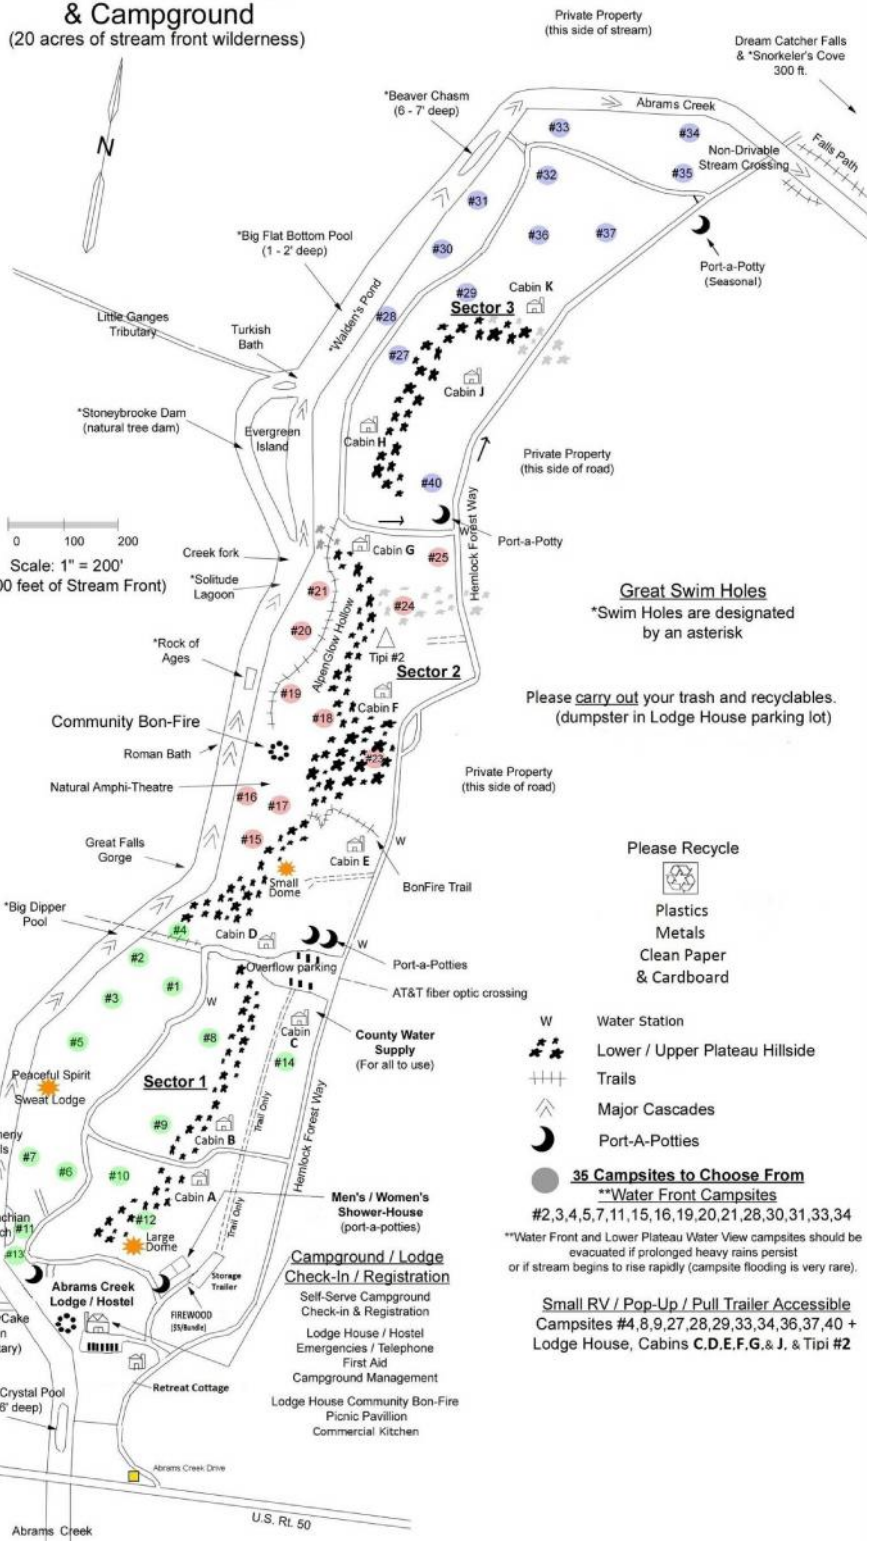 & Campground
(20 acres of stream front wilderness)
Private Property
(this side of stream)
Dream Catcher Falls
& *Snorkeler's Cove
300 ft.
N
*Beaver Chasm
(6 - 7' deep)
Abrams Creek
#33
#34
Non-Drivable
Stream Crossing
Falls Path
#32
#35
#31
*Big Flat Bottom Pool
(1 - 2' deep)
#30
#36
#37
Port-a-Potty
(Seasonal)
Cabin K
#29
Sector 3
*Walden's Pond
#28
Little Ganges
Tributary
Turkish
Bath
#27
Cabin J
*Stoneybrooke Dam
(natural tree dam)
Evergreen
Island
Cabin H
Private Property
(this side of road)
#40
Hemlock Forest Way
W
Port-a-Potty
0 100 200
Scale: 1" = 200'
00 feet of Stream Front)
Creek fork
Cabin G
#25
*Solitude
Lagoon
#21
#24
Great Swim Holes
*Swim Holes are designated
by an asterisk
#20
AlpenGlow Hollow
Tipi #2
*Rock of
Ages
Sector 2
#19
Cabin F
Please carry out your trash and recyclables.
(dumpster in Lodge House parking lot)
#18
Community Bon-Fire
Roman Bath
#23
Private Property
(this side of road)
Natural Amphi-Theatre
#16
#17
#15
Great Falls
Gorge
W
Cabin E
Small
Dome
BonFire Trail
Please Recycle
Plastics
Metals
Clean Paper
& Cardboard
*Big Dipper
Pool
#4
Cabin D
W
#2
Overflow parking
Port-a-Potties
#1
AT&T fiber optic crossing
#3
W
Cabin
C
County Water
Supply
(For all to use)
#8
#5
#14
W Water Station
Lower / Upper Plateau Hillside
Trails
Major Cascades
Port-A-Potties
Peaceful Spirit
Sweat Lodge
Sector 1
Trail Only
Hemlock Forest Way
#9
Cabin B
#7
#6
#10
Cabin A
Trail Only
Men's / Women's
Shower-House
(port-a-potties)
35 Campsites to Choose From
**Water Front Campsites
#2,3,4,5,7,11,15,16,19,20,21,28,30,31,33,34
**Water Front and Lower Plateau Water View campsites should be
evacuated if prolonged heavy rains persist
or if stream begins to rise rapidly (campsite flooding is very rare).
#11
#12
#13
Large
Dome
Storage
Trailer
Campground / Lodge
Check-In / Registration
Self-Serve Campground
Check-in & Registration
Lodge House / Hostel
Emergencies / Telephone
First Aid
Campground Management
Lodge House Community Bon-Fire
Picnic Pavillion
Commercial Kitchen
Small RV / Pop-Up / Pull Trailer Accessible
Campsites #4,8,9,27,28,29,33,34,36,37,40 +
Lodge House, Cabins C,D,E,F,G,& J, & Tipi #2
Abrams Creek
Lodge / Hostel
FIREWOOD
($5/Bundle)
Retreat Cottage
Crystal Pool
6' deep)
Abrams Creek Drive
U.S. Rt. 50
Abrams Creek